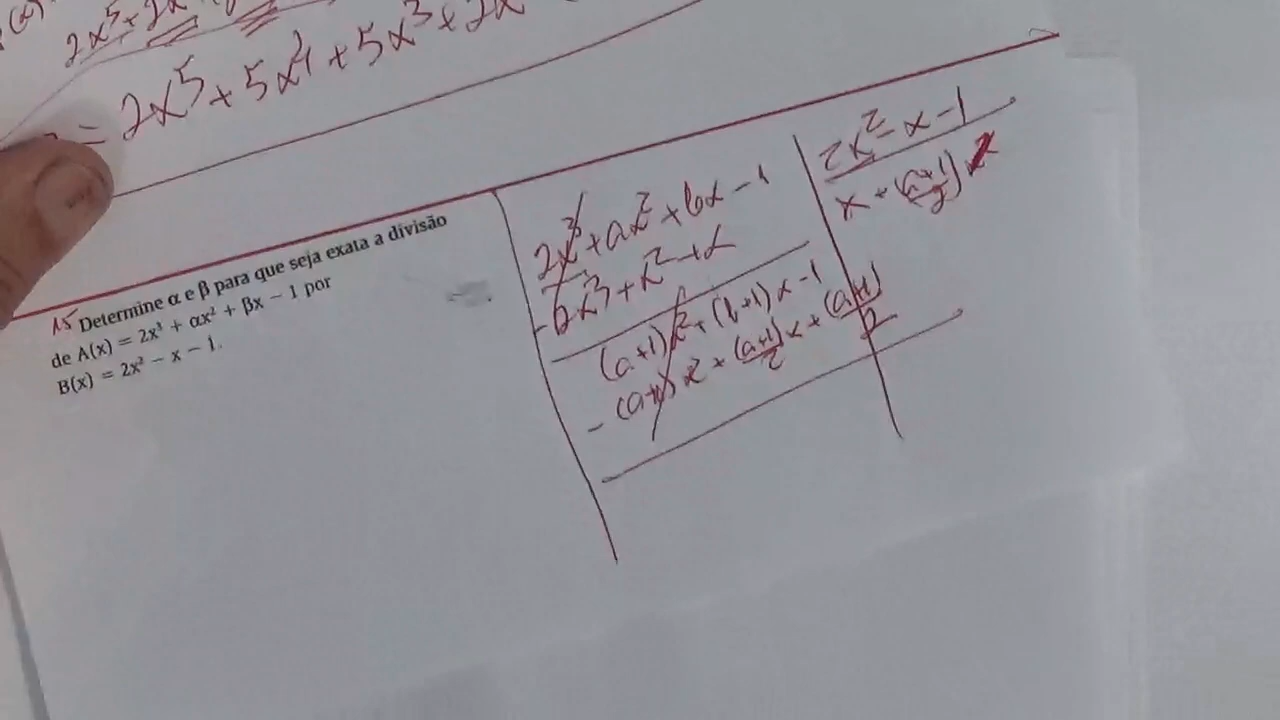 = 2x⁵ + 5x⁴ + 5x³ + 2x
15 Determine α e β para que seja exata a divisão
de A(x) = 2x³ + αx² + βx − 1 por
B(x) = 2x² − x − 1.
2x³ + ax² + bx − 1
2x² − x − 1
−2x³ + x² + x
x + (a+1)/2
(a+1)x² + (b+1)x − 1
−(a+1)x² + (a+1)/2 x + (a+1)/2